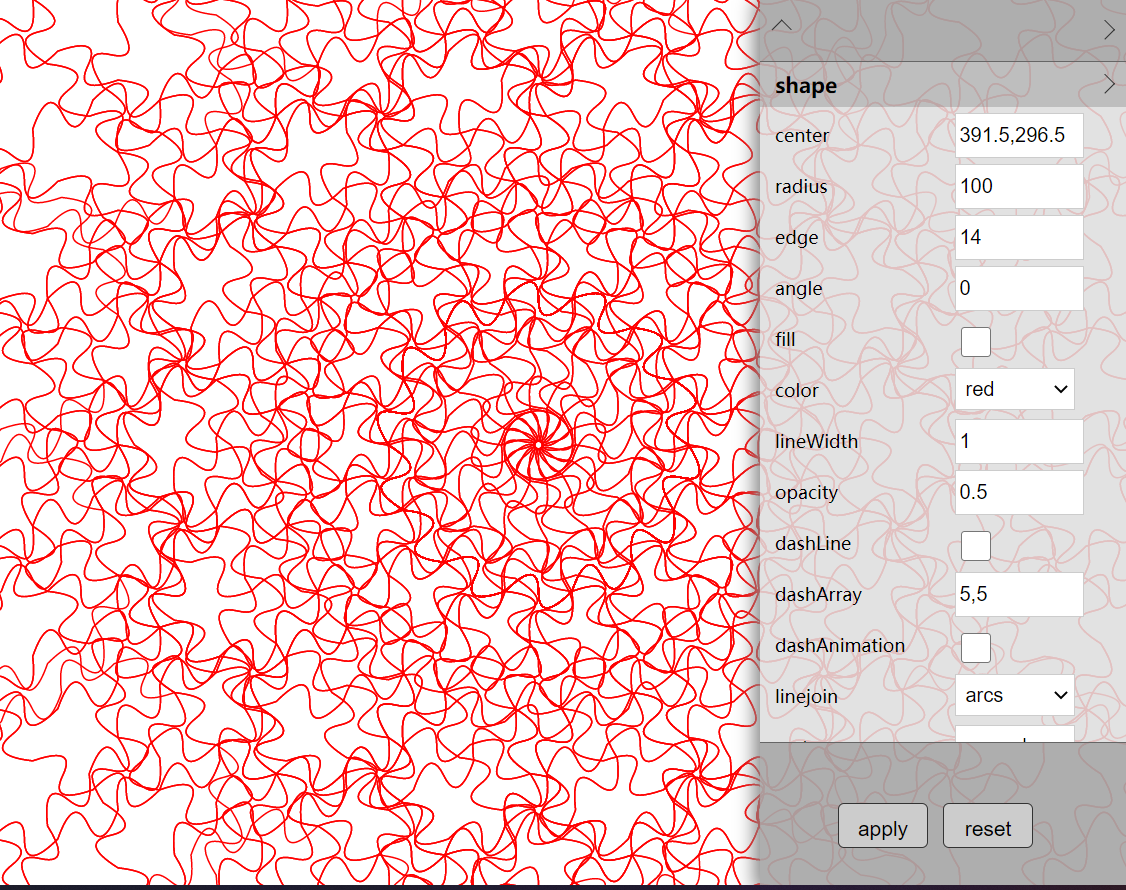 shape
center 391.5,296.5
radius 100
edge 14
angle 0
fill
color red
lineWidth 1
opacity 0.5
dashLine
dashArray 5,5
dashAnimation
linejoin arcs
apply reset